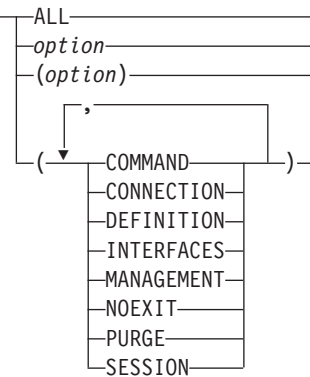 ALL
option
(option)
,
( COMMAND )
CONNECTION
DEFINITION
INTERFACES
MANAGEMENT
NOEXIT
PURGE
SESSION